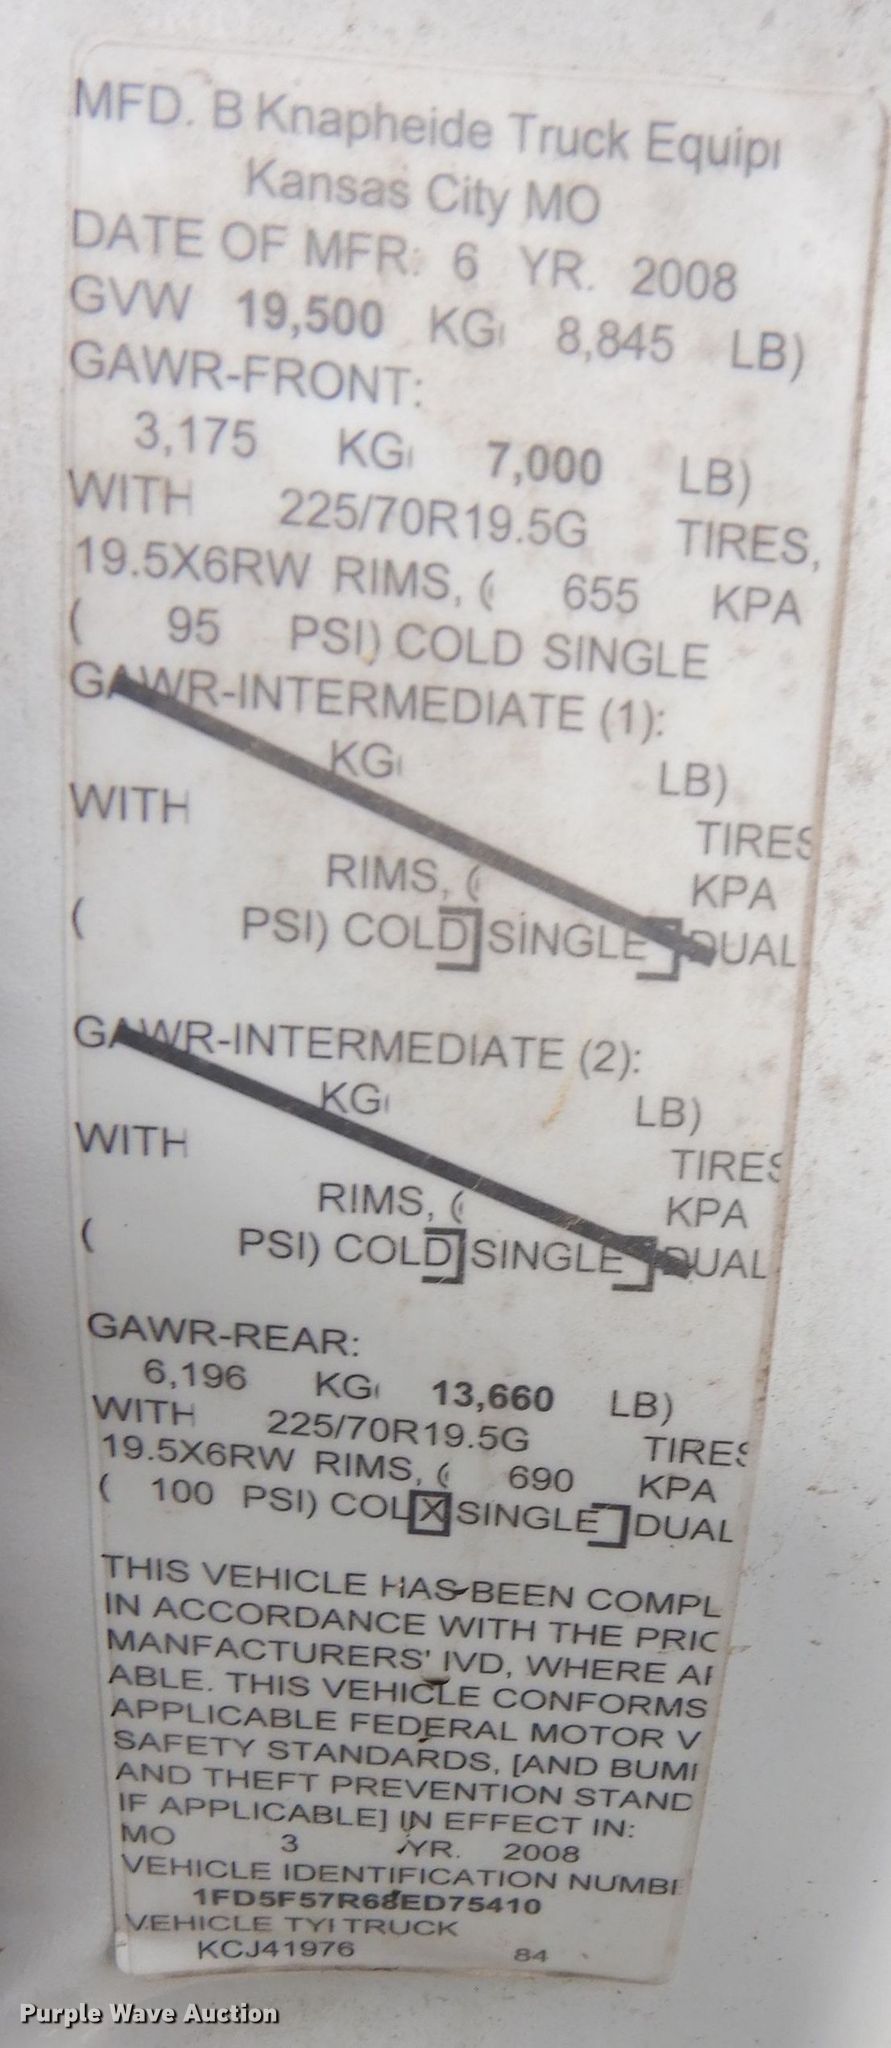 MFD. B Knapheide Truck Equip
Kansas City MO
DATE OF MFR: 6 YR. 2008
GVW 19,500 KG 8,845 LB)
GAWR-FRONT:
3,175 KG 7,000 LB)
WITH 225/70R19.5G TIRES,
19.5X6RW RIMS, ( 655 KPA
( 95 PSI) COLD SINGLE
GAWR-INTERMEDIATE (1):
KG LB)
WITH TIRES
RIMS, ( KPA
( PSI) COLD SINGLE DUAL
GAWR-INTERMEDIATE (2):
KG LB)
WITH TIRES
RIMS, ( KPA
( PSI) COLD SINGLE DUAL
GAWR-REAR:
6,196 KG 13,660 LB)
WITH 225/70R19.5G TIRES
19.5X6RW RIMS, ( 690 KPA
( 100 PSI) COL X SINGLE DUAL
THIS VEHICLE HAS BEEN COMPL
IN ACCORDANCE WITH THE PRIO
MANFACTURERS' IVD, WHERE AP
ABLE. THIS VEHICLE CONFORMS
APPLICABLE FEDERAL MOTOR V
SAFETY STANDARDS, [AND BUM
AND THEFT PREVENTION STAND
IF APPLICABLE] IN EFFECT IN:
MO 3 YR. 2008
VEHICLE IDENTIFICATION NUMBE
1FD5F57R68ED75410
VEHICLE TYI TRUCK
KCJ41976 84
Purple Wave Auction